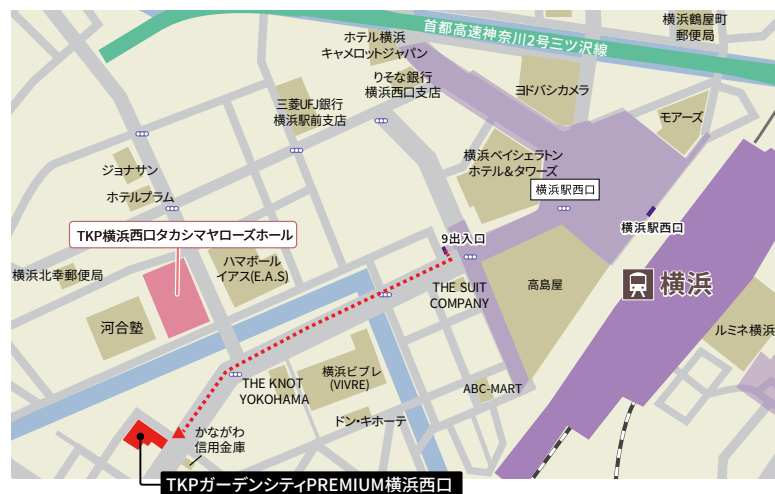 首都高速神奈川2号三ツ沢線
横浜鶴屋町
郵便局
ホテル横浜
キャメロットジャパン
りそな銀行
横浜西口支店
ヨドバシカメラ
三菱UFJ銀行
横浜駅前支店
モアーズ
ジョナサン
横浜ベイシェラトン
ホテル&タワーズ
ホテルプラム
横浜駅西口
横浜駅西口
TKP横浜西口タカシマヤローズホール
9出入口
横浜北幸郵便局
ハマボール
イアス(E.A.S)
THE SUIT
COMPANY
高島屋
横浜
河合塾
ルミネ横浜
横浜ビブレ
(VIVRE)
THE KNOT
YOKOHAMA
ABC-MART
ドン・キホーテ
かながわ
信用金庫
TKPガーデンシティPREMIUM横浜西口